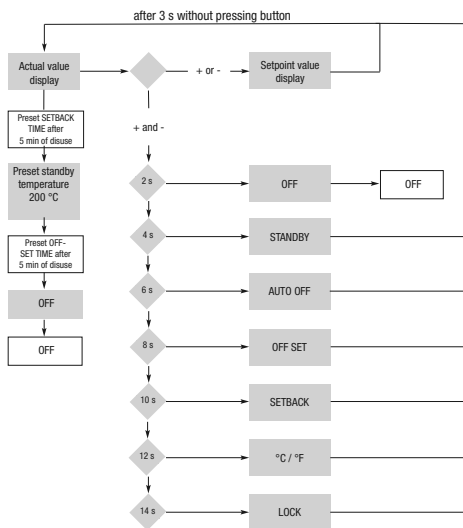 after 3 s without pressing button
Actual value
display
+ or -
Setpoint value
display
Preset SETBACK
TIME after
5 min of disuse
+ and -
Preset standby
temperature
200 °C
2 s
OFF
OFF
Preset OFF-
SET TIME after
5 min of disuse
4 s
STANDBY
OFF
6 s
AUTO OFF
OFF
8 s
OFF SET
10 s
SETBACK
12 s
°C / °F
14 s
LOCK